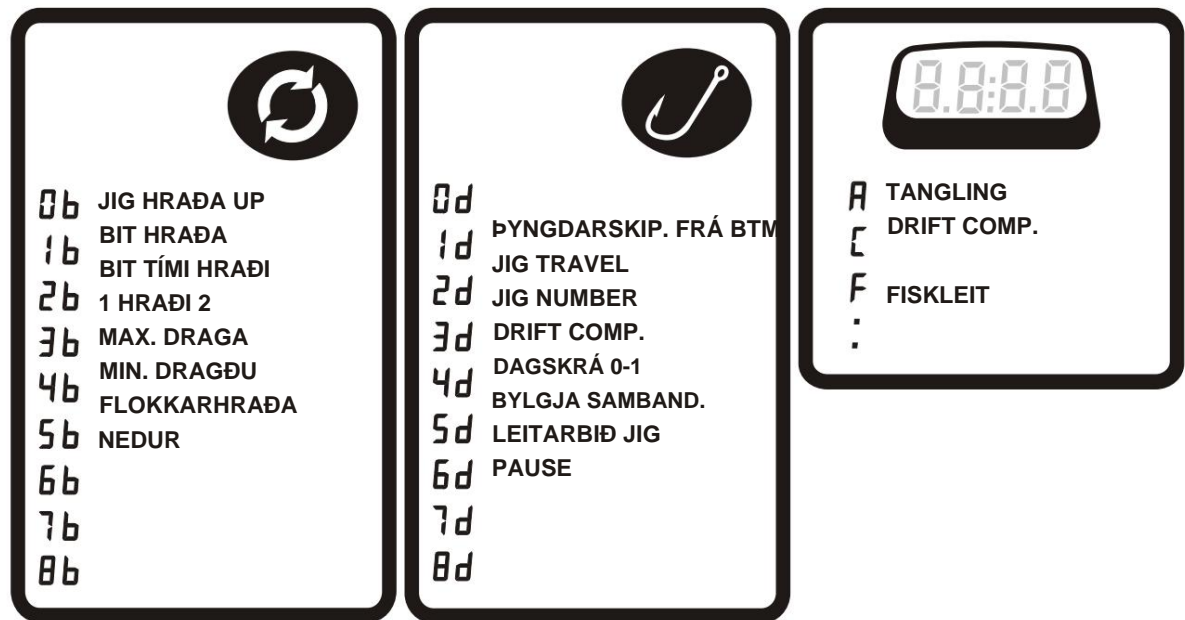 0b JIG HRAÐA UP
1b BIT HRAÐA
BIT TÍMI HRAÐI
2b 1 HRAÐI 2
3b MAX. DRAGA
4b MIN. DRAGÐU
FLOKKARHRAÐA
5b NEDUR
6b
7b
8b
0d
ÞYNGDARSKIP. FRÁ BTM
1d JIG TRAVEL
2d JIG NUMBER
3d DRIFT COMP.
4d DAGSKRÁ 0-1
BYLGJA SAMBAND.
5d LEITARBIÐ JIG
6d PAUSE
7d
8d
8.8:8.8
A TANGLING
C DRIFT COMP.
F FISKLEIT
: